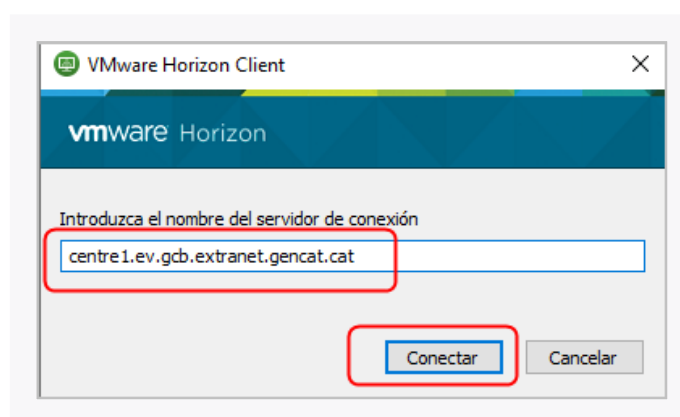 VMware Horizon Client
vmware Horizon
Introduzca el nombre del servidor de conexión
centre1.ev.gcb.extranet.gencat.cat
Conectar Cancelar